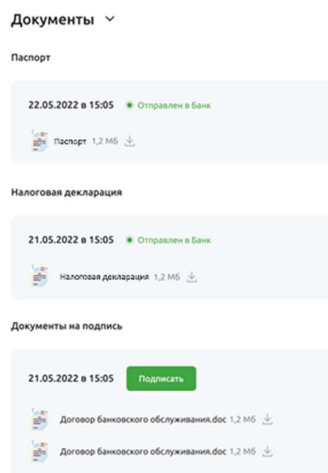 Документы
Паспорт
22.05.2022 в 15:05 Отправлен в Банк
Паспорт 1,2 Мб
Налоговая декларация
21.05.2022 в 15:05 Отправлен в Банк
Налоговая декларация 1,2 Мб
Документы на подпись
21.05.2022 в 15:05 Подписать
Договор банковского обслуживания.doc 1,2 Мб
Договор банковского обслуживания.doc 1,2 Мб